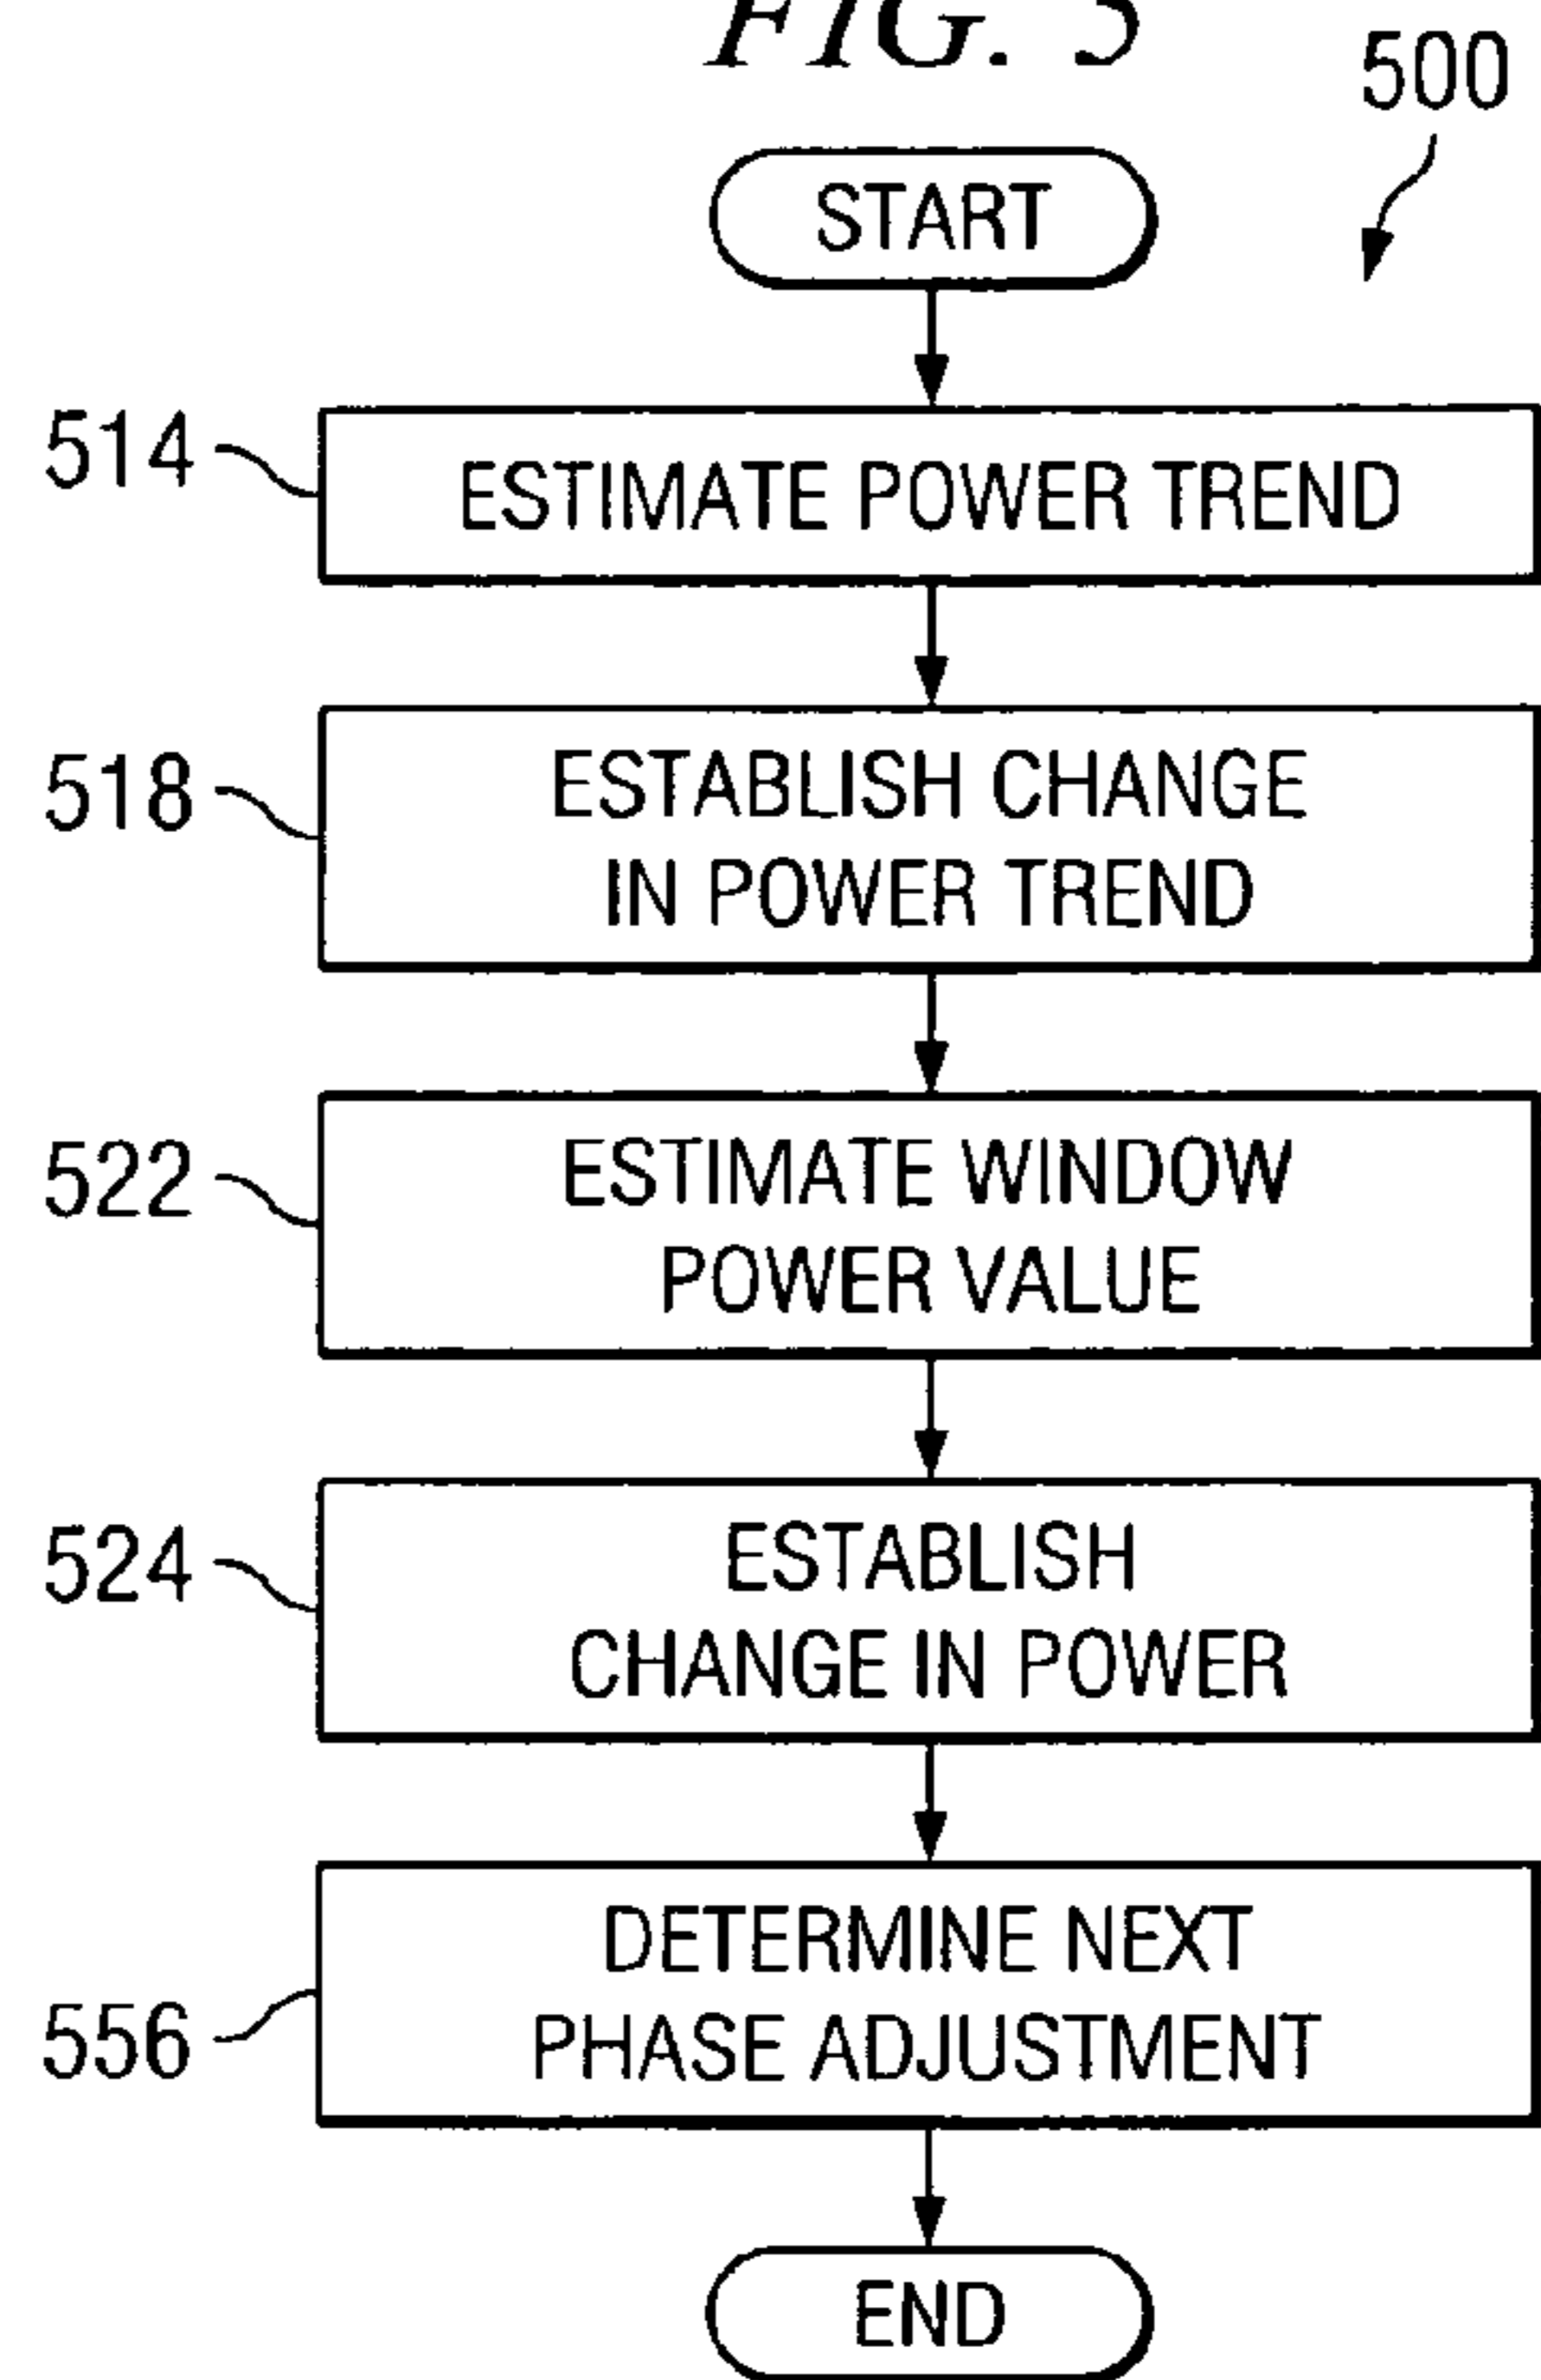 FIG. 5
500
START
514
ESTIMATE POWER TREND
518
ESTABLISH CHANGE
IN POWER TREND
522
ESTIMATE WINDOW
POWER VALUE
524
ESTABLISH
CHANGE IN POWER
556
DETERMINE NEXT
PHASE ADJUSTMENT
END